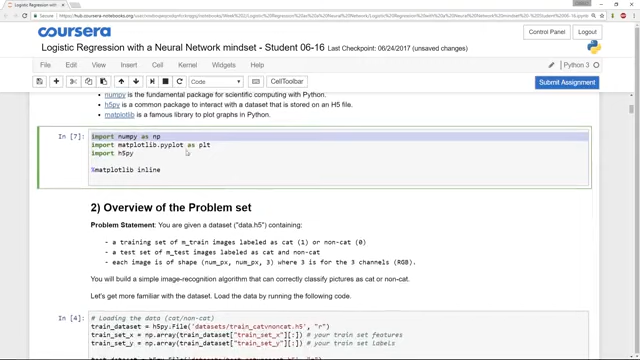 Logistic Regression as a
coursera
Control Panel
Logout
Logistic Regression with a Neural Network mindset - Student 06-16 Last Checkpoint: 06/24/2017 (unsaved changes)
File Edit View Insert Cell Kernel Widgets Help
Python 3
Code
CellToolbar
Submit Assignment
• numpy is the fundamental package for scientific computing with Python.
• h5py is a common package to interact with a dataset that is stored on an H5 file.
• matplotlib is a famous library to plot graphs in Python.
In [7]:
import numpy as np
import matplotlib.pyplot as plt
import h5py
%matplotlib inline
2) Overview of the Problem set
Problem Statement: You are given a dataset ("data.h5") containing:
- a training set of m_train images labeled as cat (1) or non-cat (0)
- a test set of m_test images labeled as cat and non-cat
- each image is of shape (num_px, num_px, 3) where 3 is for the 3 channels (RGB).
You will build a simple image-recognition algorithm that can correctly classify pictures as cat or non-cat.
Let's get more familiar with the dataset. Load the data by running the following code.
In [4]:
# Loading the data (cat/non-cat)
train_dataset = h5py.File('datasets/train_catvnoncat.h5', "r")
train_set_x = np.array(train_dataset["train_set_x"][:]) # your train set features
train_set_y = np.array(train_dataset["train_set_y"][:]) # your train set labels